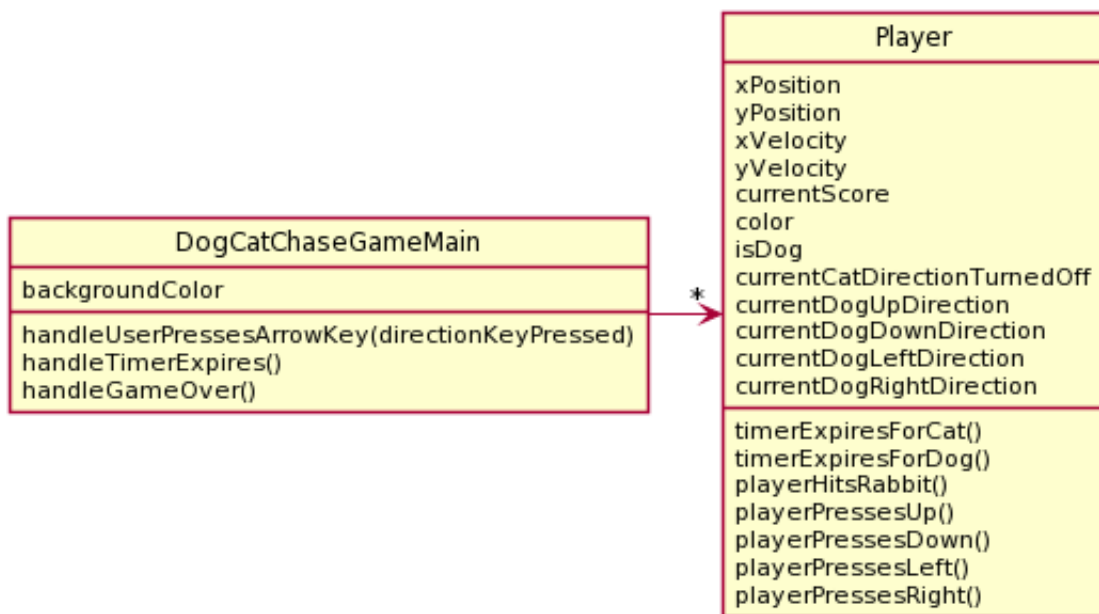 DogCatChaseGameMain
backgroundColor
handleUserPressesArrowKey(directionKeyPressed)
handleTimerExpires()
handleGameOver()
*
Player
xPosition
yPosition
xVelocity
yVelocity
currentScore
color
isDog
currentCatDirectionTurnedOff
currentDogUpDirection
currentDogDownDirection
currentDogLeftDirection
currentDogRightDirection
timerExpiresForCat()
timerExpiresForDog()
playerHitsRabbit()
playerPressesUp()
playerPressesDown()
playerPressesLeft()
playerPressesRight()